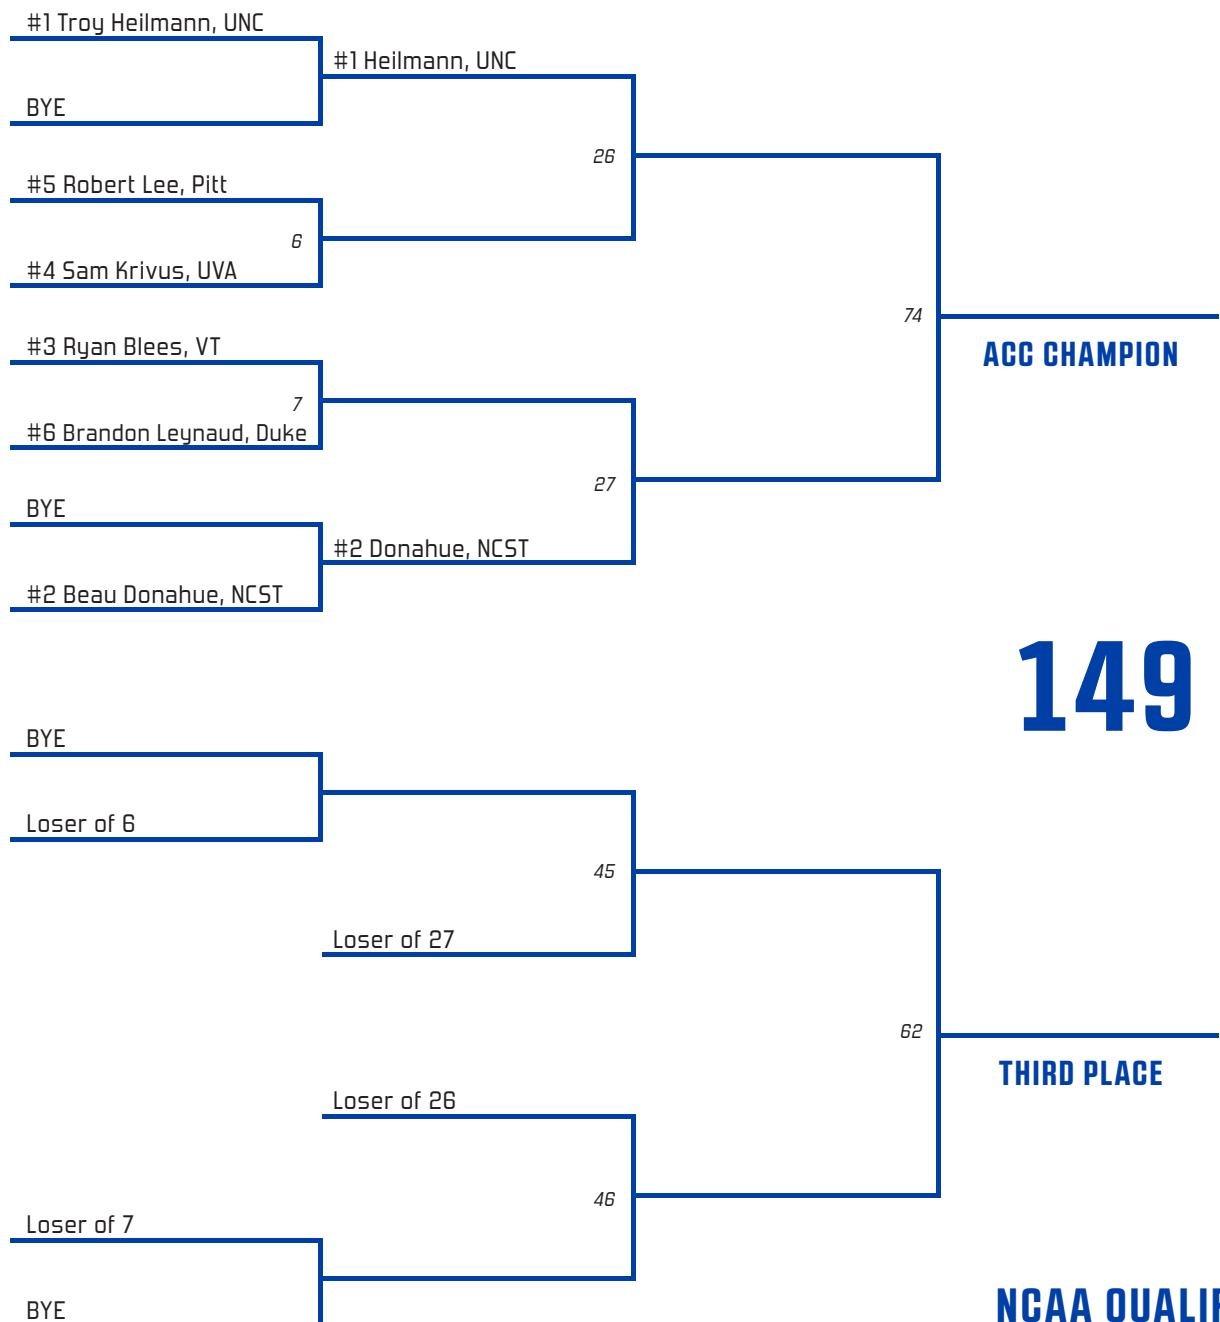 #1 Troy Heilmann, UNC
#1 Heilmann, UNC
BYE
26
#5 Robert Lee, Pitt
6
#4 Sam Krivus, UVA
74
ACC CHAMPION
#3 Ryan Blees, VT
7
#6 Brandon Leynaud, Duke
27
BYE
#2 Donahue, NCST
#2 Beau Donahue, NCST
149
BYE
Loser of 6
45
Loser of 27
62
THIRD PLACE
Loser of 26
46
Loser of 7
BYE
NCAA